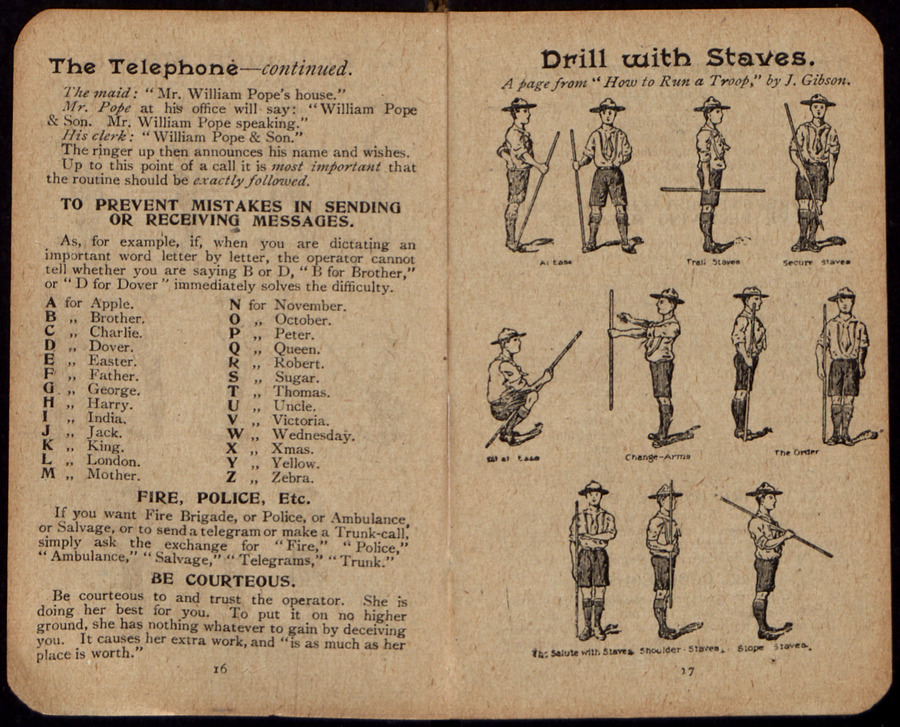 The Telephone—continued.
The maid: "Mr. William Pope's house."
Mr. Pope at his office will say: "William Pope
& Son. Mr. William Pope speaking."
His clerk: "William Pope & Son."
The ringer up then announces his name and wishes.
Up to this point of a call it is most important that
the routine should be exactly followed.
TO PREVENT MISTAKES IN SENDING
OR RECEIVING MESSAGES.
As, for example, if, when you are dictating an
important word letter by letter, the operator cannot
tell whether you are saying B or D, "B for Brother,"
or "D for Dover" immediately solves the difficulty.
A for Apple.
B ,, Brother.
C ,, Charlie.
D ,, Dover.
E ,, Easter.
F ,, Father.
G ,, George.
H ,, Harry.
I ,, India.
J ,, Jack.
K ,, King.
L ,, London.
M ,, Mother.
N for November.
O ,, October.
P ,, Peter.
Q ,, Queen.
R ,, Robert.
S ,, Sugar.
T ,, Thomas.
U ,, Uncle.
V ,, Victoria.
W ,, Wednesday.
X ,, Xmas.
Y ,, Yellow.
Z ,, Zebra.
FIRE, POLICE, Etc.
If you want Fire Brigade, or Police, or Ambulance,
or Salvage, or to send a telegram or make a Trunk-call,
simply ask the exchange for "Fire," "Police,"
"Ambulance," "Salvage," "Telegrams," "Trunk."
BE COURTEOUS.
Be courteous to and trust the operator. She is
doing her best for you. To put it on no higher
ground, she has nothing whatever to gain by deceiving
you. It causes her extra work, and "is as much as her
place is worth."
16
Drill with Staves.
A page from "How to Run a Troop," by J. Gibson.
At Ease
Trail Staves
Secure Staves
Sit at Ease
Change-Arms
The Order
The Salute with Staves.
Shoulder-Staves.
Slope Staves.
17